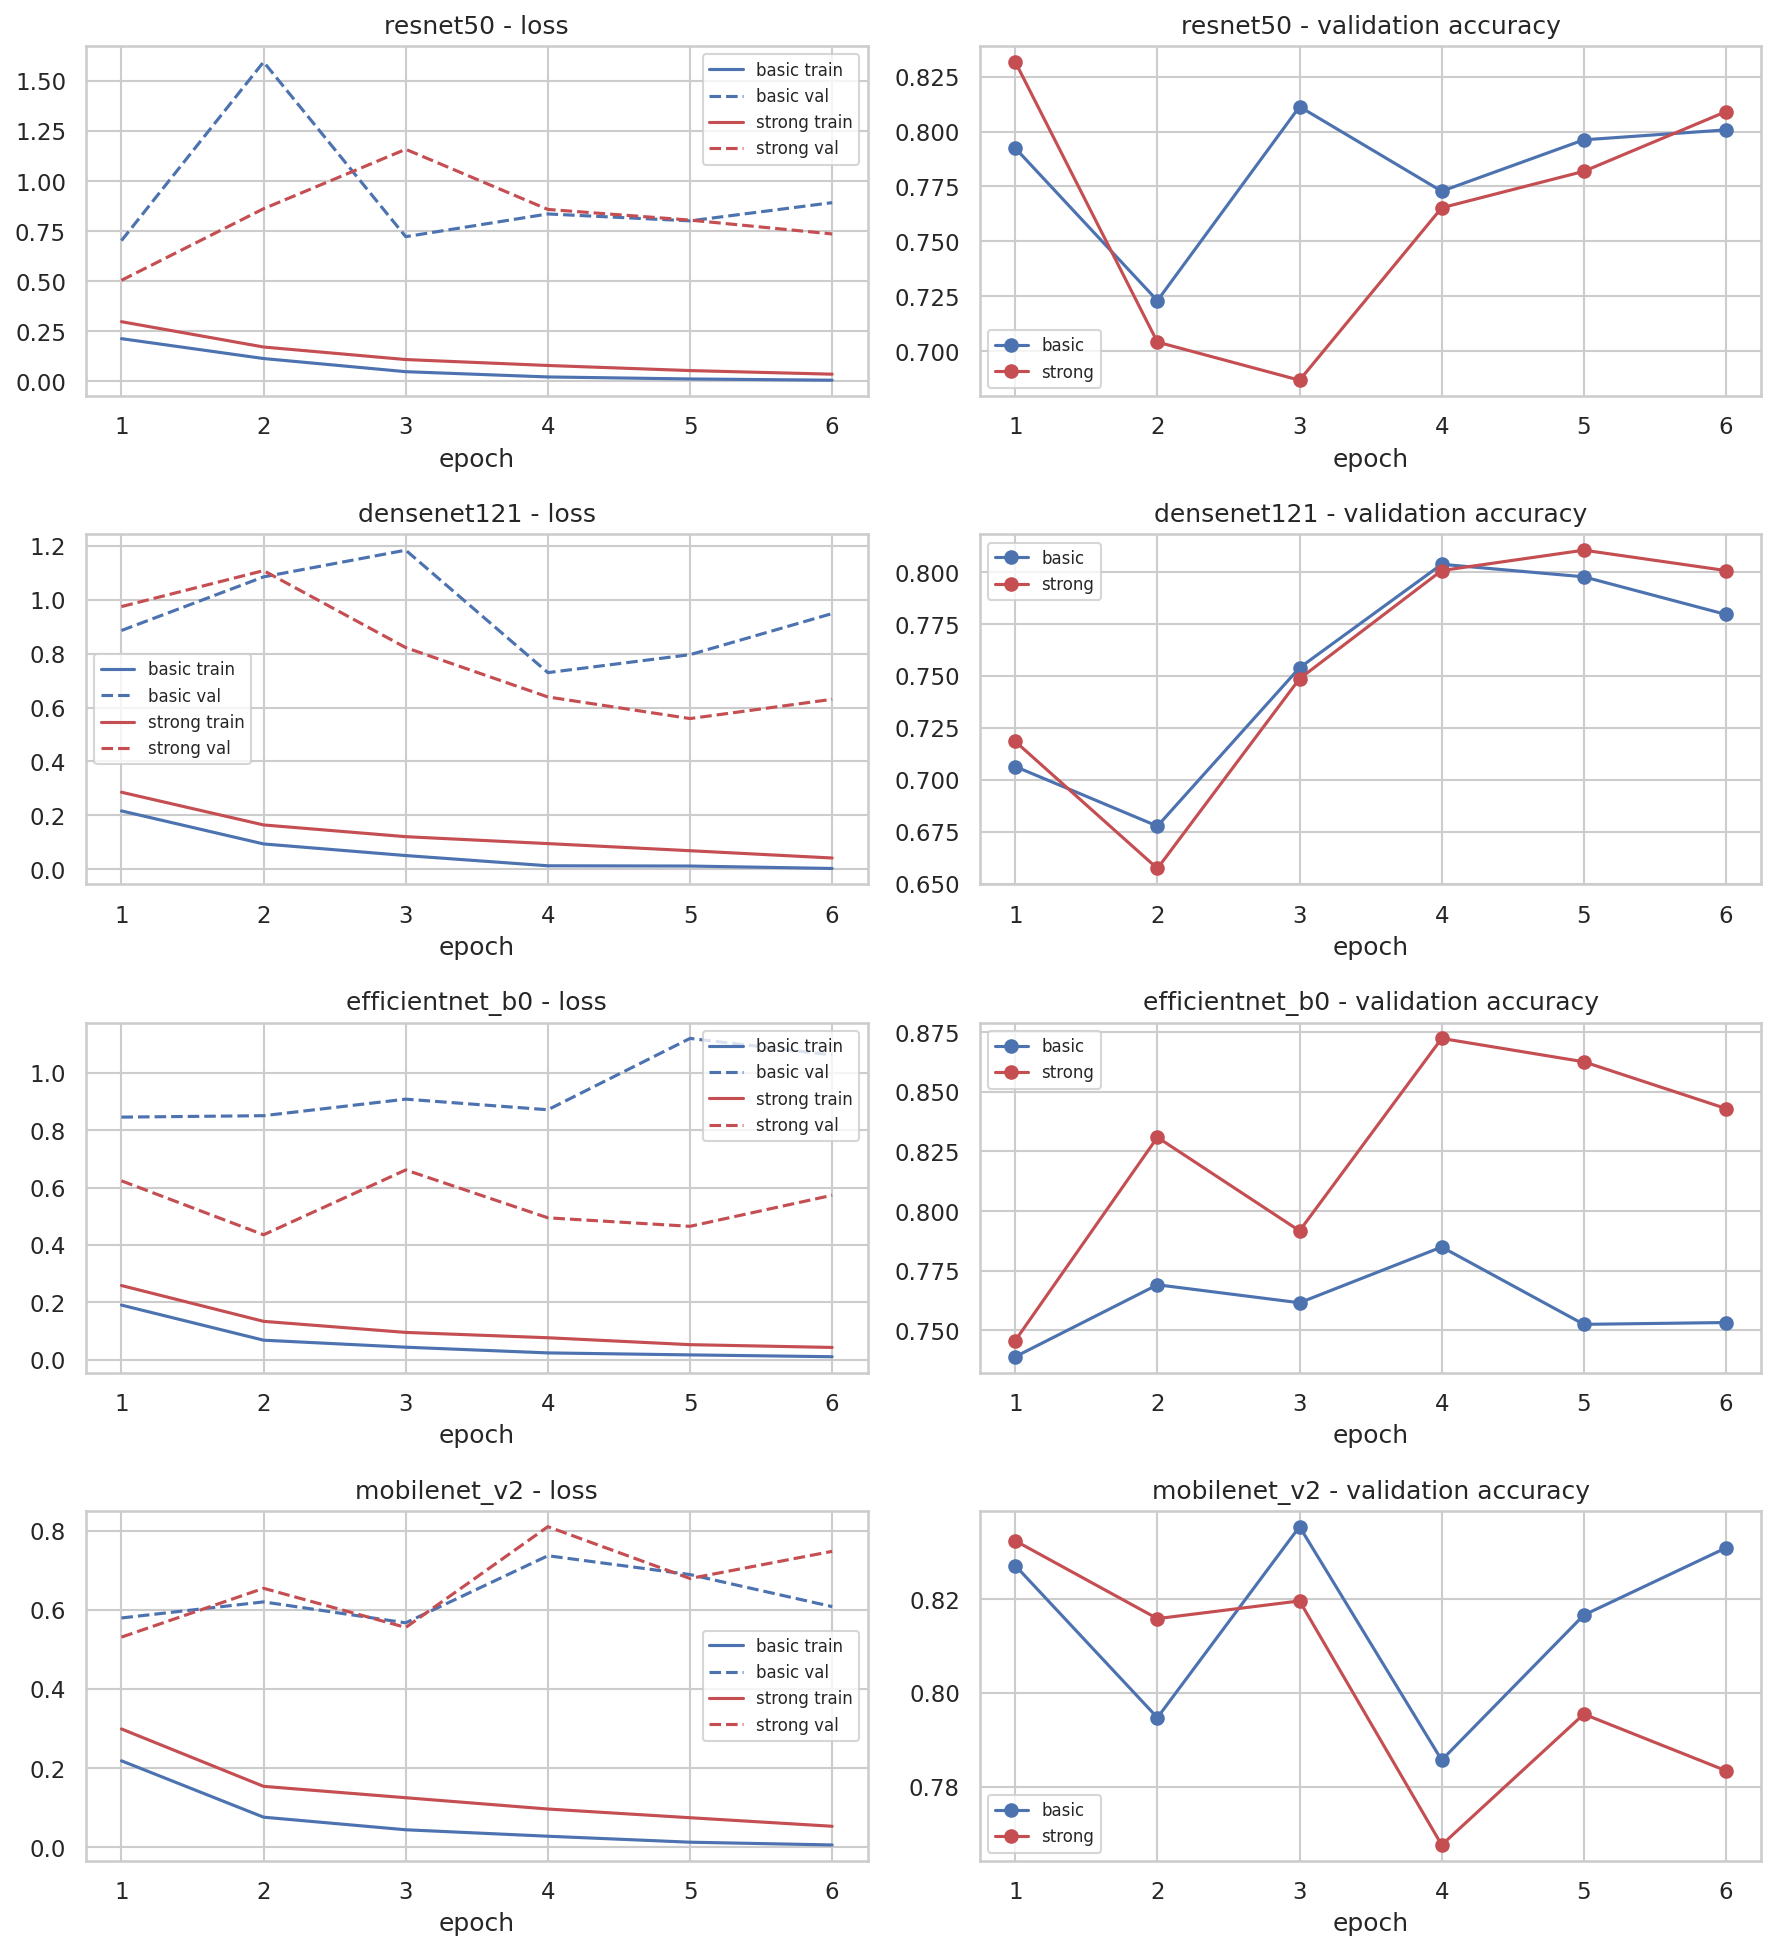 resnet50 - loss
1.50
1.25
1.00
0.75
0.50
0.25
0.00
basic train
basic val
strong train
strong val
1 2 3 4 5 6
epoch
resnet50 - validation accuracy
0.825
0.800
0.775
0.750
0.725
0.700
basic
strong
1 2 3 4 5 6
epoch
densenet121 - loss
1.2
1.0
0.8
0.6
0.4
0.2
0.0
basic train
basic val
strong train
strong val
1 2 3 4 5 6
epoch
densenet121 - validation accuracy
0.800
0.775
0.750
0.725
0.700
0.675
0.650
basic
strong
1 2 3 4 5 6
epoch
efficientnet_b0 - loss
1.0
0.8
0.6
0.4
0.2
0.0
basic train
basic val
strong train
strong val
1 2 3 4 5 6
epoch
efficientnet_b0 - validation accuracy
0.875
0.850
0.825
0.800
0.775
0.750
basic
strong
1 2 3 4 5 6
epoch
mobilenet_v2 - loss
0.8
0.6
0.4
0.2
0.0
basic train
basic val
strong train
strong val
1 2 3 4 5 6
epoch
mobilenet_v2 - validation accuracy
0.82
0.80
0.78
basic
strong
1 2 3 4 5 6
epoch